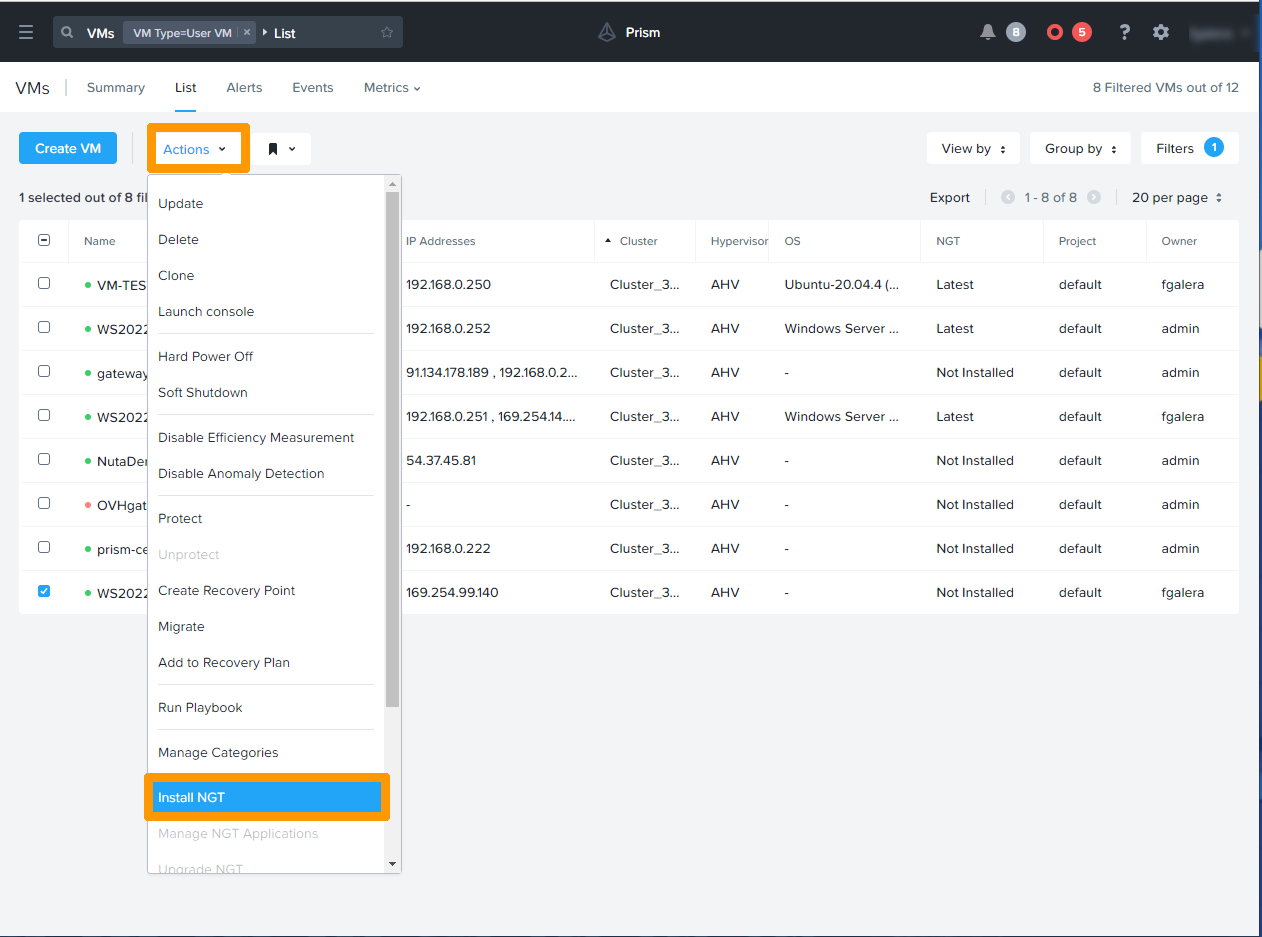 VMs VM Type=User VM × List Prism 8 5 ?
VMs Summary List Alerts Events Metrics 8 Filtered VMs out of 12
Create VM Actions View by Group by Filters 1
1 selected out of 8 fil Export 1 - 8 of 8 20 per page
Name IP Addresses Cluster Hypervisor OS NGT Project Owner
VM-TES 192.168.0.250 Cluster_3... AHV Ubuntu-20.04.4 (... Latest default fgalera
WS2022 192.168.0.252 Cluster_3... AHV Windows Server ... Latest default admin
gateway 91.134.178.189 , 192.168.0.2... Cluster_3... AHV - Not Installed default admin
WS2022 192.168.0.251 , 169.254.14.... Cluster_3... AHV Windows Server ... Latest default fgalera
NutaDe 54.37.45.81 Cluster_3... AHV - Not Installed default admin
OVHgat - Cluster_3... AHV - Not Installed default admin
prism-ce 192.168.0.222 Cluster_3... AHV - Not Installed default admin
WS2022 169.254.99.140 Cluster_3... AHV - Not Installed default fgalera
Update
Delete
Clone
Launch console
Hard Power Off
Soft Shutdown
Disable Efficiency Measurement
Disable Anomaly Detection
Protect
Unprotect
Create Recovery Point
Migrate
Add to Recovery Plan
Run Playbook
Manage Categories
Install NGT
Manage NGT Applications
Upgrade NGT